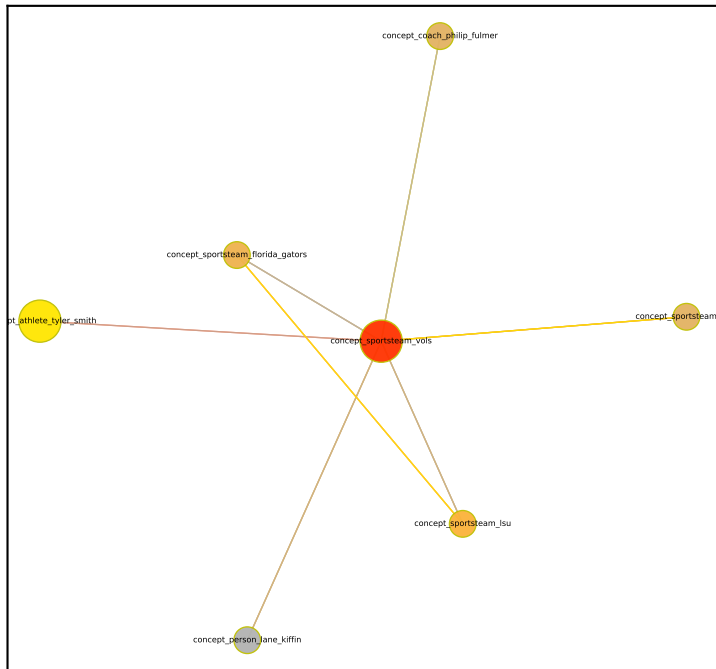 concept_coach_philip_fulmer
concept_sportsteam_florida_gators
pt_athlete_tyler_smith
concept_sportsteam
concept_sportsteam_vols
concept_sportsteam_lsu
concept_person_lane_kiffin